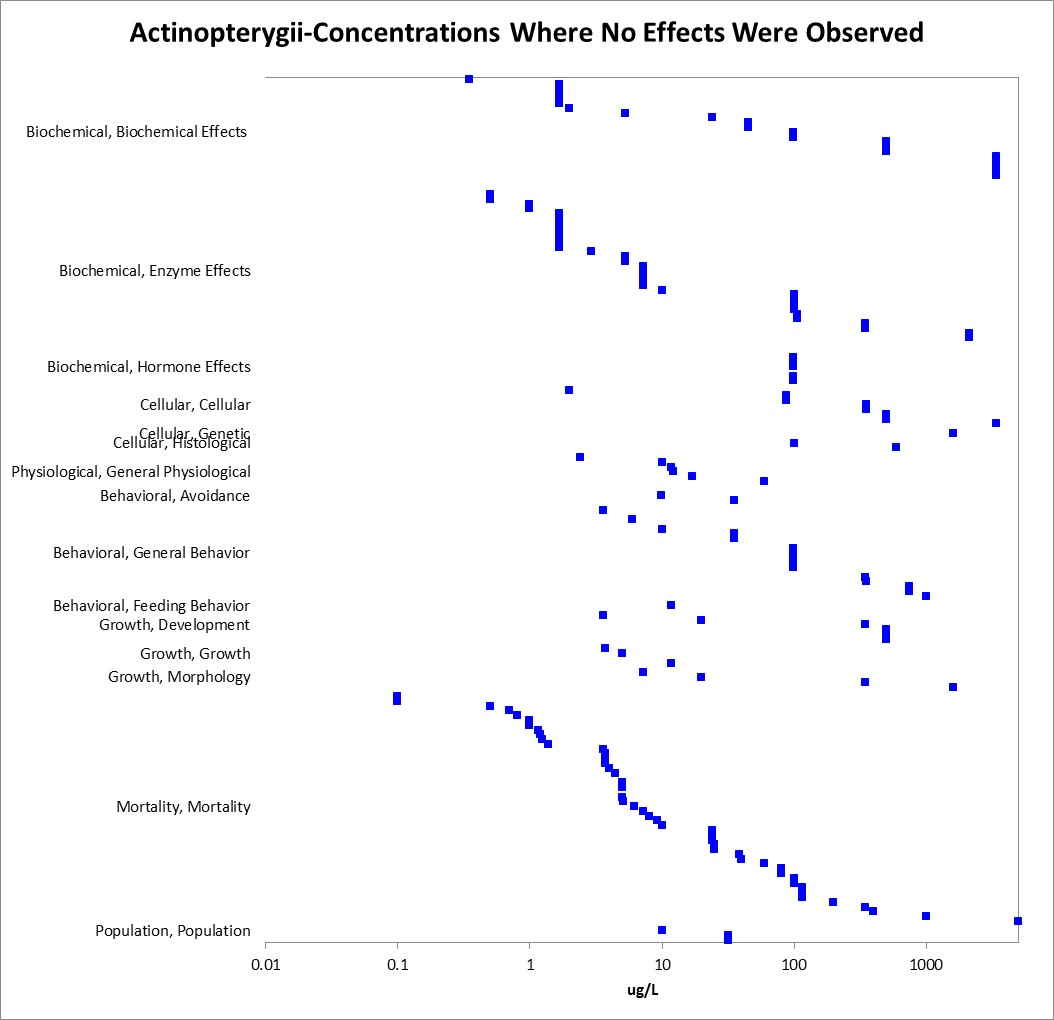 Actinopterygii-Concentrations Where No Effects Were Observed
Biochemical, Biochemical Effects
Biochemical, Enzyme Effects
Biochemical, Hormone Effects
Cellular, Cellular
Cellular, Genetic
Cellular, Histological
Physiological, General Physiological
Behavioral, Avoidance
Behavioral, General Behavior
Behavioral, Feeding Behavior
Growth, Development
Growth, Growth
Growth, Morphology
Mortality, Mortality
Population, Population
0.01 0.1 1 10 100 1000
ug/L